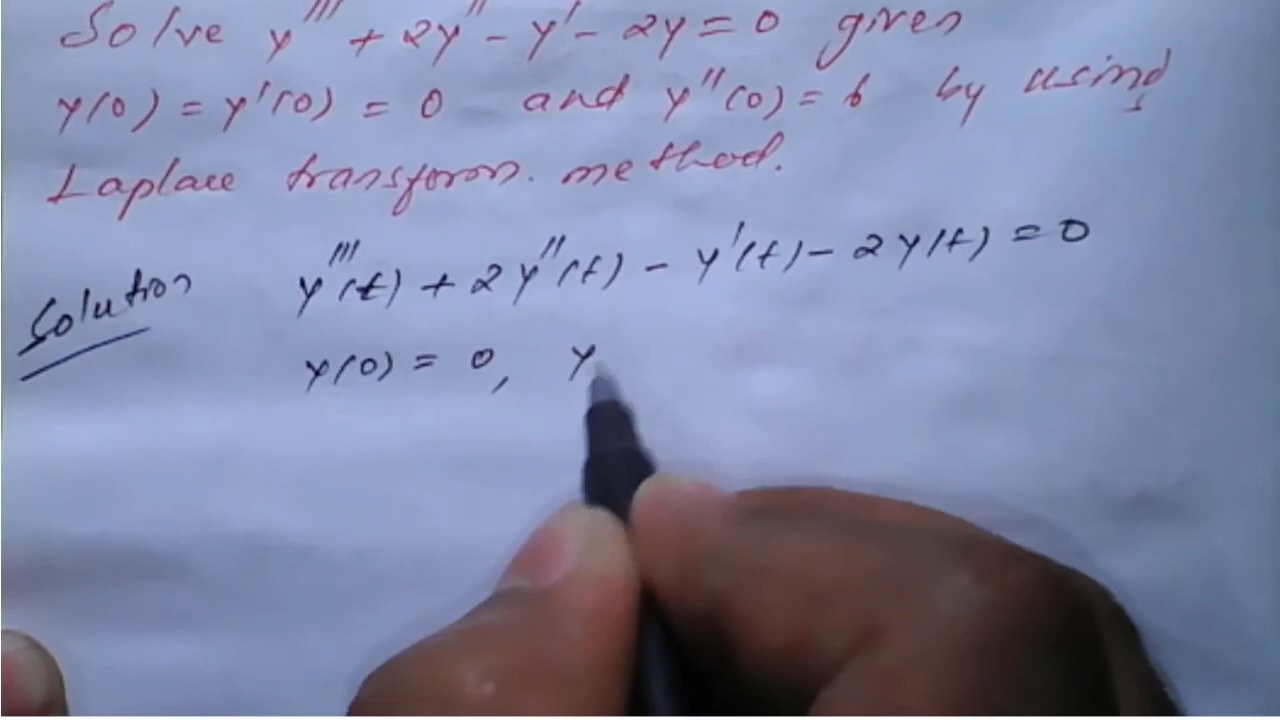 Solve y''' + 2y'' - y' - 2y = 0 given
y(0) = y'(0) = 0 and y''(0) = 6 by using
Laplace transform. method.
Solution y'''(t) + 2y''(t) - y'(t) - 2y(t) = 0
y(0) = 0, y